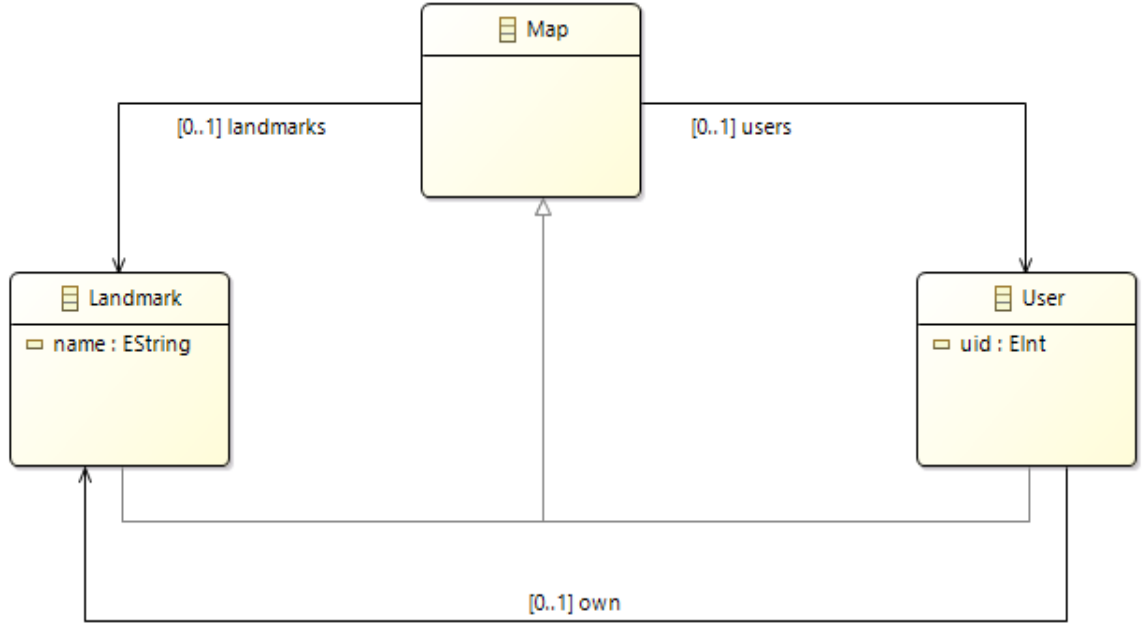 Map
[0..1] landmarks
[0..1] users
Landmark
name : EString
User
uid : EInt
[0..1] own